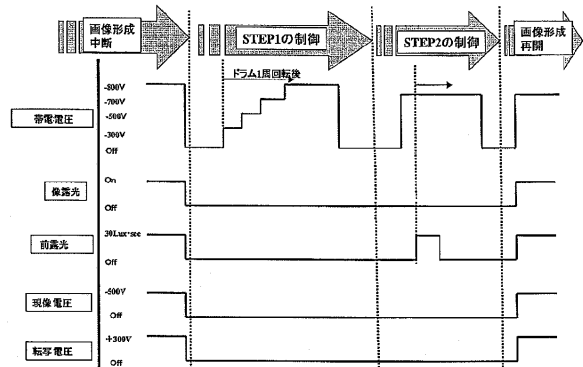 画像形成
中断
STEP1の制御
STEP2の制御
画像形成
再開
ドラム1周回転後
帯電電圧
-800V
-700V
-500V
-300V
Off
像露光
On
Off
前露光
30Lux·sec
Off
現像電圧
-500V
Off
転写電圧
+300V
Off